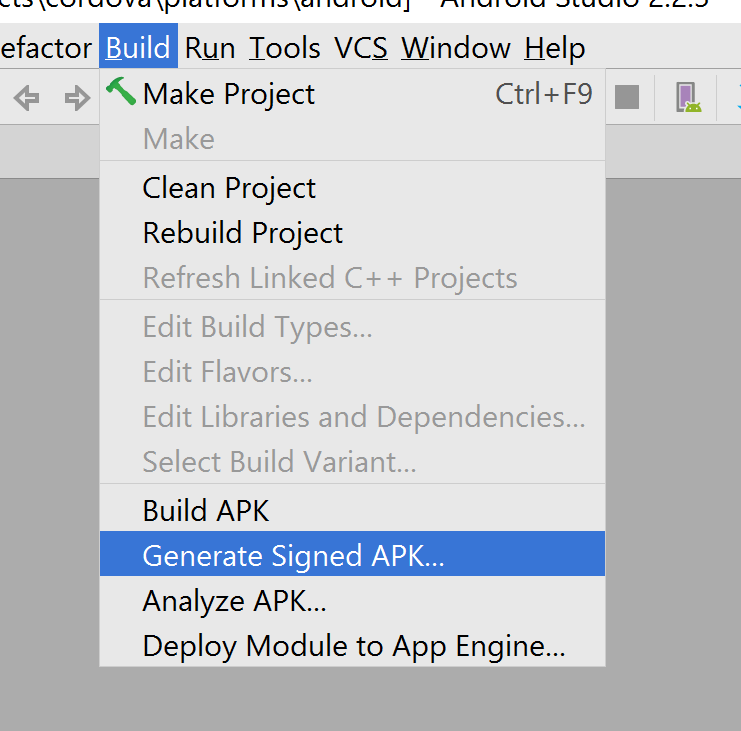 ects\cordova\platforms\android] - Android Studio 2.2.3
efactor Build Run Tools VCS Window Help
Make Project Ctrl+F9
Make
Clean Project
Rebuild Project
Refresh Linked C++ Projects
Edit Build Types...
Edit Flavors...
Edit Libraries and Dependencies...
Select Build Variant...
Build APK
Generate Signed APK...
Analyze APK...
Deploy Module to App Engine...